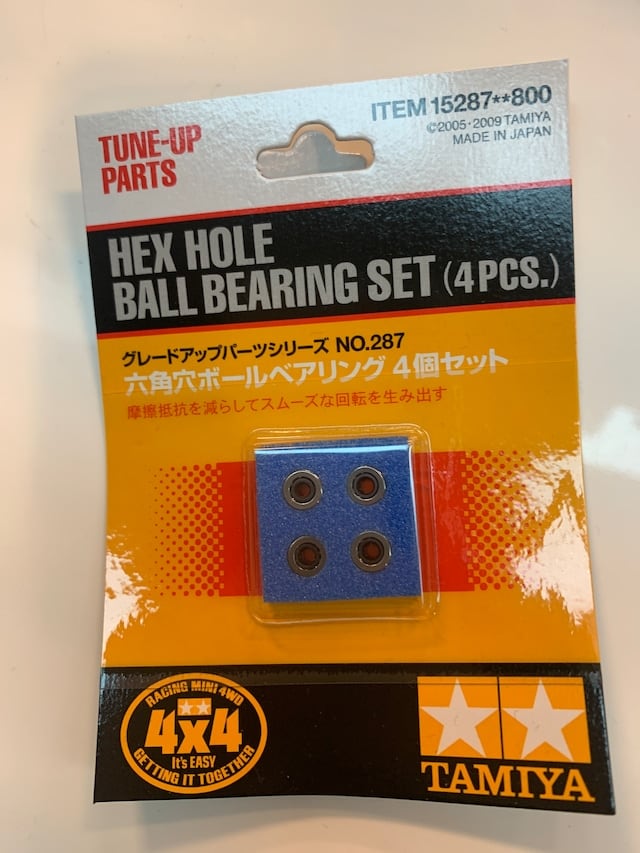 ITEM 15287**800
©2005・2009 TAMIYA
MADE IN JAPAN
TUNE-UP
PARTS
HEX HOLE
BALL BEARING SET (4 PCS.)
グレードアップパーツシリーズ NO.287
六角穴ボールベアリング 4個セット
摩擦抵抗を減らしてスムーズな回転を生み出す
RACING MINI 4WD
4x4
It's EASY
GETTING IT TOGETHER
TAMIYA